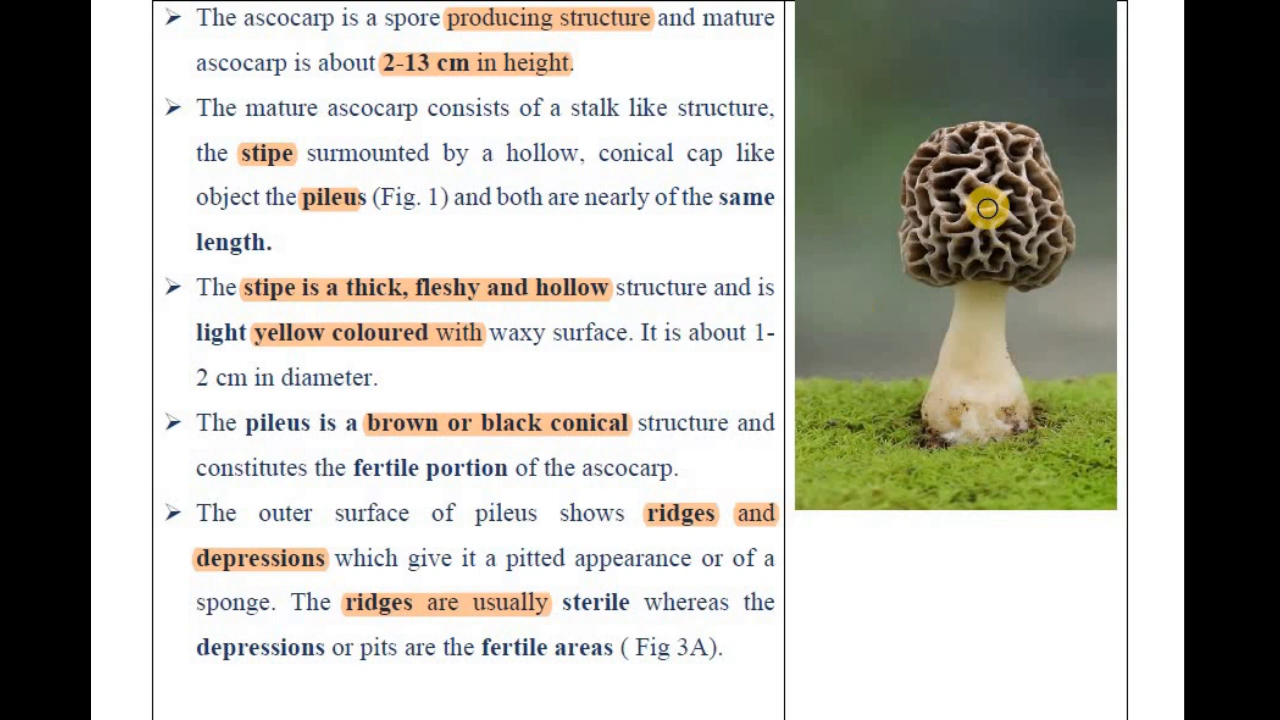 ➢ The ascocarp is a spore producing structure and mature
ascocarp is about 2-13 cm in height.
➢ The mature ascocarp consists of a stalk like structure,
the stipe surmounted by a hollow, conical cap like
object the pileus (Fig. 1) and both are nearly of the same
length.
➢ The stipe is a thick, fleshy and hollow structure and is
light yellow coloured with waxy surface. It is about 1-
2 cm in diameter.
➢ The pileus is a brown or black conical structure and
constitutes the fertile portion of the ascocarp.
➢ The outer surface of pileus shows ridges and
depressions which give it a pitted appearance or of a
sponge. The ridges are usually sterile whereas the
depressions or pits are the fertile areas ( Fig 3A).